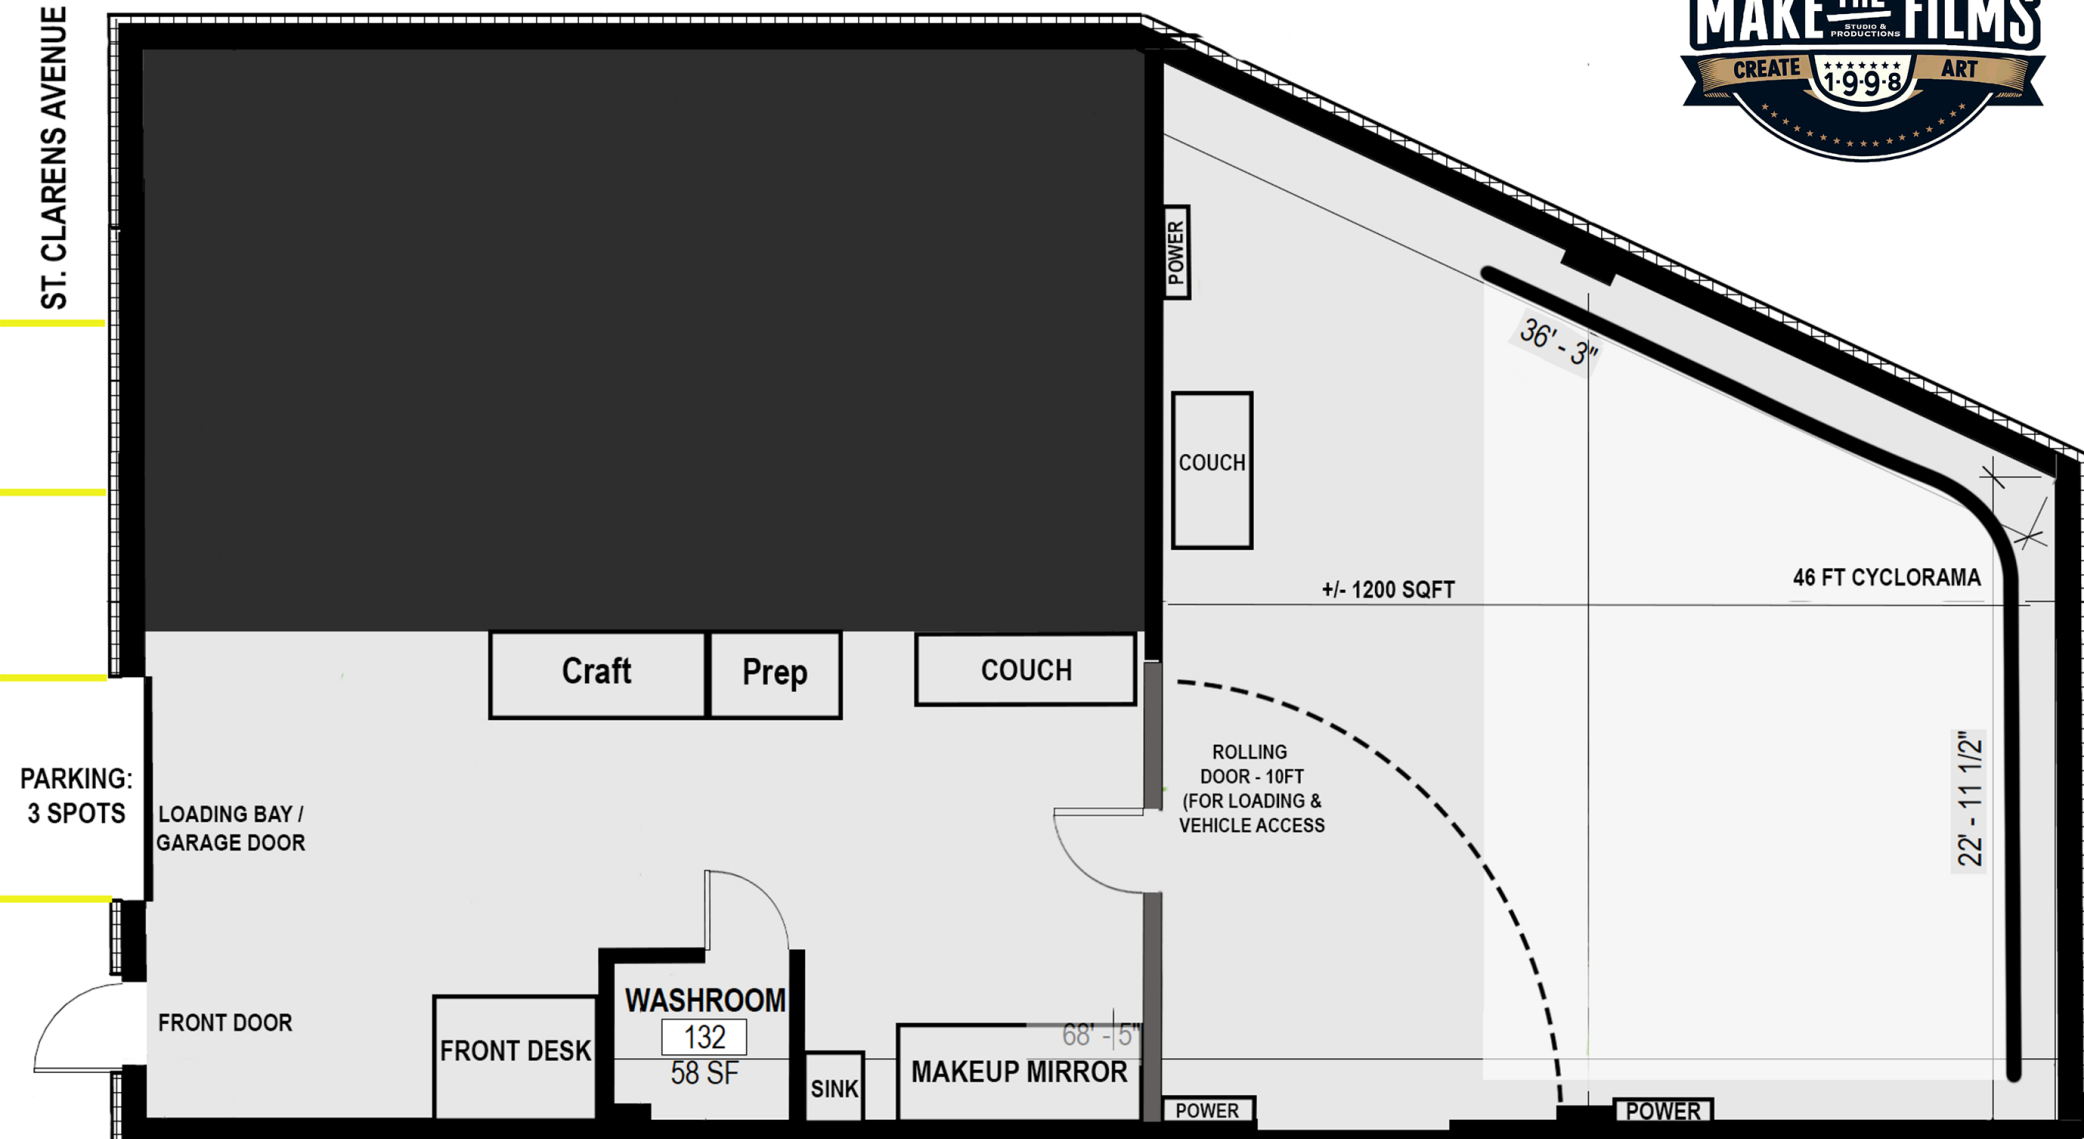 ST. CLARENS AVENUE
MAKE THE FILMS
STUDIO &
PRODUCTIONS
CREATE
1·9·9·8
ART
POWER
36' - 3"
COUCH
+/- 1200 SQFT
46 FT CYCLORAMA
Craft
Prep
COUCH
PARKING:
3 SPOTS
LOADING BAY /
GARAGE DOOR
ROLLING
DOOR - 10FT
(FOR LOADING &
VEHICLE ACCESS
22' - 11 1/2"
FRONT DOOR
FRONT DESK
WASHROOM
132
58 SF
SINK
68' - 5"
MAKEUP MIRROR
POWER
POWER